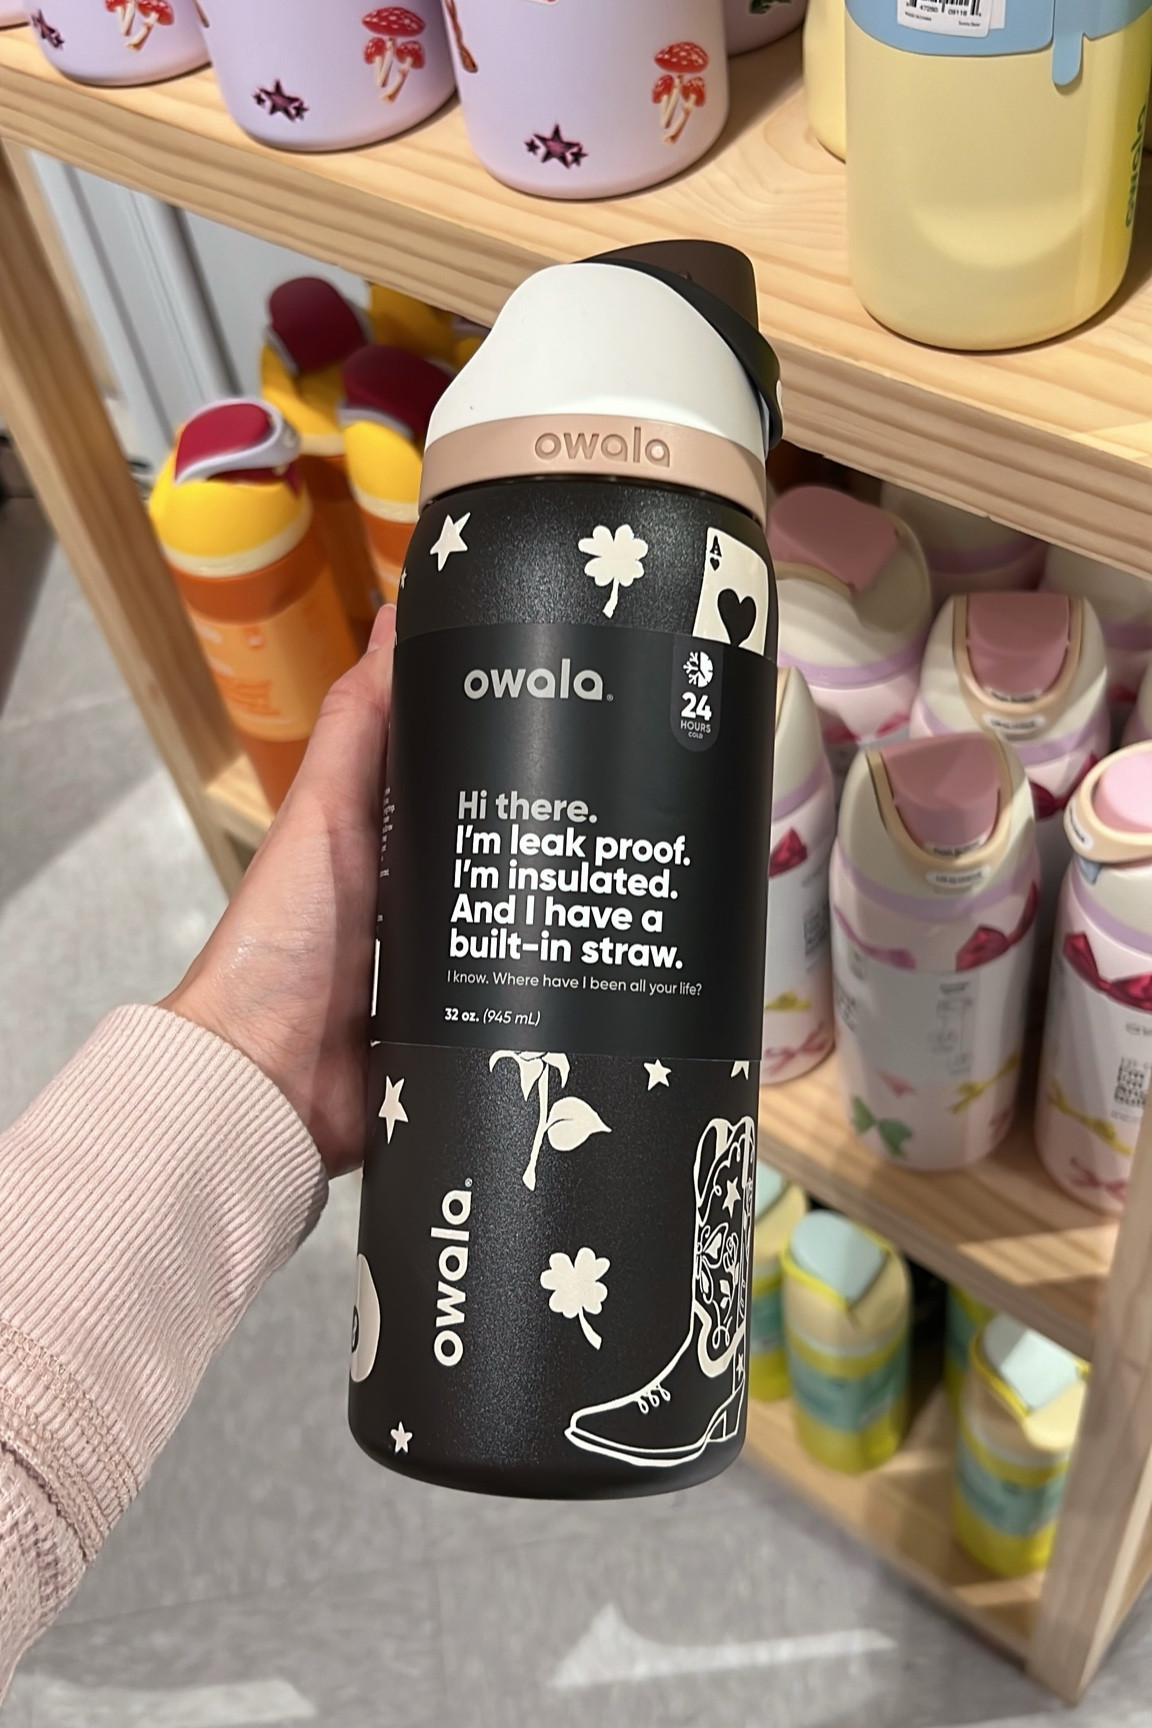 owala
A
owala®
24
HOURS
COLD
Hi there.
I'm leak proof.
I'm insulated.
And I have a
built-in straw.
I know. Where have I been all your life?
32 oz. (945 mL)
owala®
owala